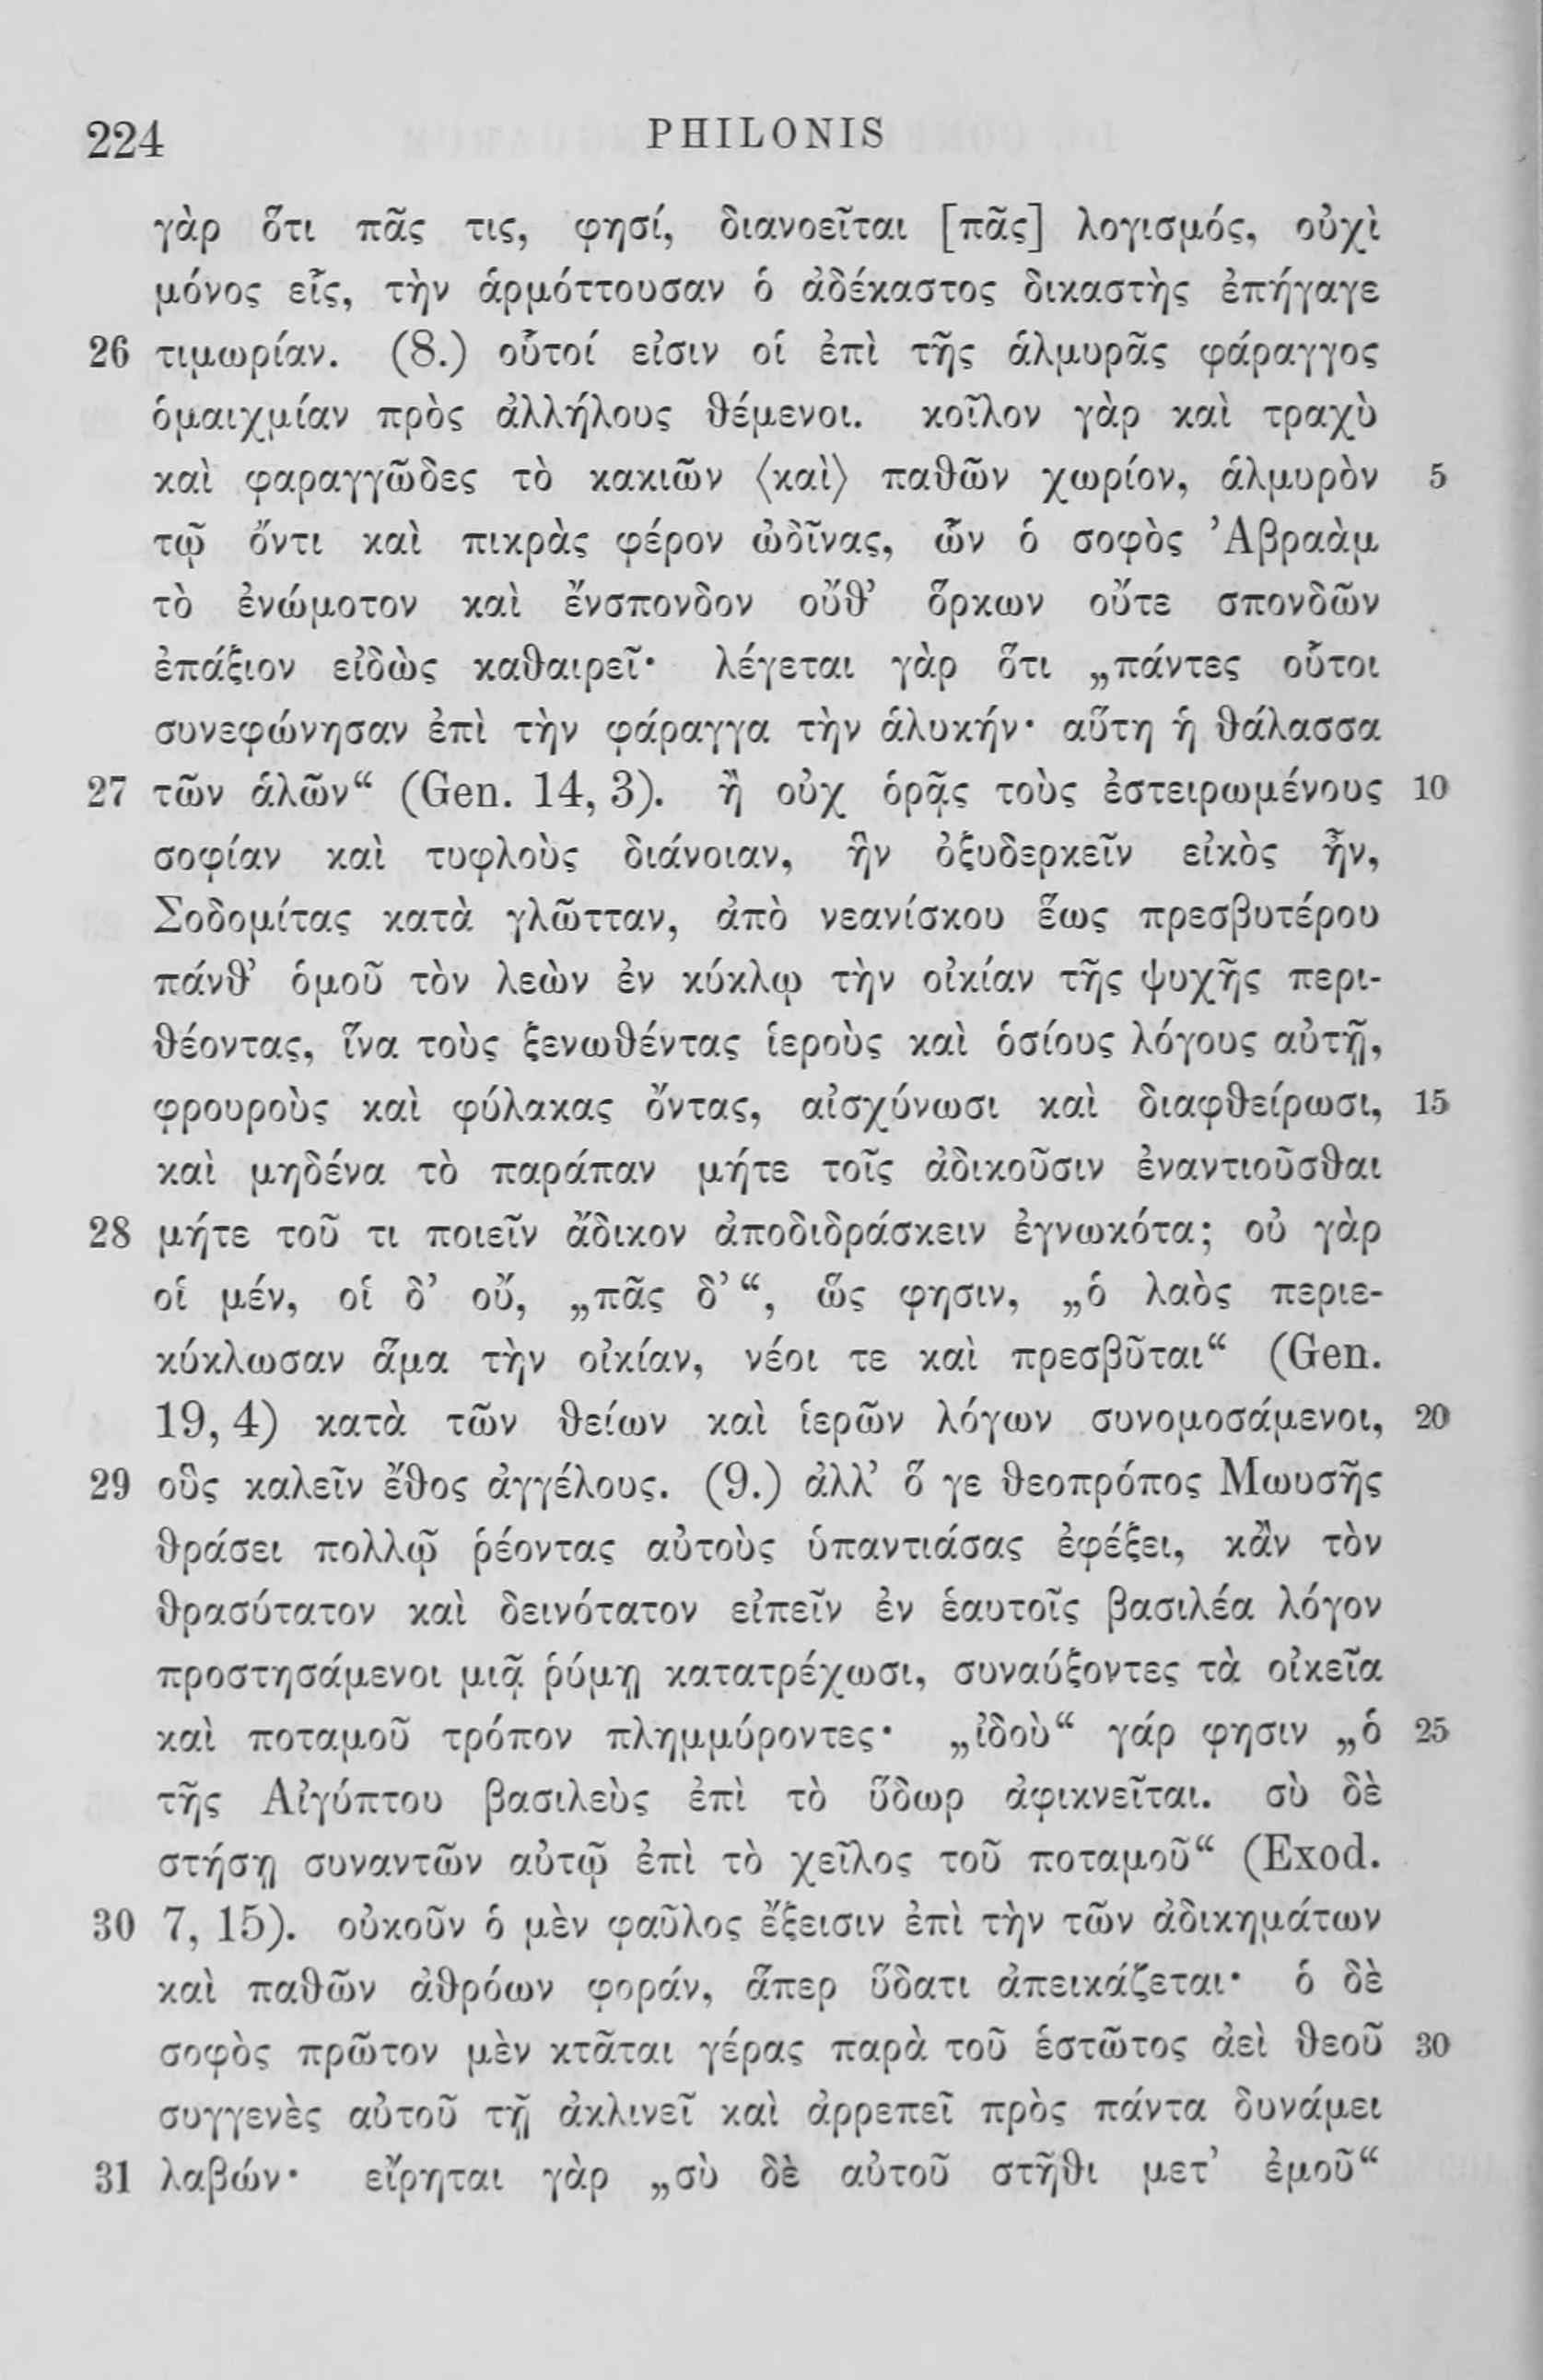 224 PHILONIS
γὰρ ὅτι πᾶς τις, φησί, διανοεῖται [πᾶς] λογισμός, οὐχὶ
μόνος εἷς, τὴν ἁρμόττουσαν ὁ ἀδέκαστος δικαστὴς ἐπήγαγε
26 τιμωρίαν. (8.) οὗτοί εἰσιν οἱ ἐπὶ τῆς ἁλμυρᾶς φάραγγος
ὁμαιχμίαν πρὸς ἀλλήλους θέμενοι. κοῖλον γὰρ καὶ τραχὺ
καὶ φαραγγῶδες τὸ κακιῶν ⟨καὶ⟩ παθῶν χωρίον, ἁλμυρὸν 5
τῷ ὄντι καὶ πικρὰς φέρον ὠδῖνας, ὧν ὁ σοφὸς Ἀβραὰμ
τὸ ἐνώμοτον καὶ ἔνσπονδον οὔθ’ ὅρκων οὔτε σπονδῶν
ἐπάξιον εἰδὼς καθαιρεῖ· λέγεται γὰρ ὅτι „πάντες οὗτοι
συνεφώνησαν ἐπὶ τὴν φάραγγα τὴν ἁλυκήν· αὕτη ἡ θάλασσα
27 τῶν ἁλῶν“ (Gen. 14, 3). ἢ οὐχ ὁρᾷς τοὺς ἐστειρωμένους 10
σοφίαν καὶ τυφλοὺς διάνοιαν, ἣν ὀξυδερκεῖν εἰκὸς ἦν,
Σοδομίτας κατὰ γλῶτταν, ἀπὸ νεανίσκου ἕως πρεσβυτέρου
πάνθ’ ὁμοῦ τὸν λεὼν ἐν κύκλῳ τὴν οἰκίαν τῆς ψυχῆς περι-
θέοντας, ἵνα τοὺς ξενωθέντας ἱεροὺς καὶ ὁσίους λόγους αὐτῇ,
φρουροὺς καὶ φύλακας ὄντας, αἰσχύνωσι καὶ διαφθείρωσι, 15
καὶ μηδένα τὸ παράπαν μήτε τοῖς ἀδικοῦσιν ἐναντιοῦσθαι
28 μήτε τοῦ τι ποιεῖν ἄδικον ἀποδιδράσκειν ἐγνωκότα; οὐ γὰρ
οἱ μέν, οἱ δ’ οὔ, „πᾶς δ’“, ὥς φησιν, „ὁ λαὸς περιε-
κύκλωσαν ἅμα τὴν οἰκίαν, νέοι τε καὶ πρεσβῦται“ (Gen.
19, 4) κατὰ τῶν θείων καὶ ἱερῶν λόγων συνομοσάμενοι, 20
29 οὓς καλεῖν ἔθος ἀγγέλους. (9.) ἀλλ’ ὅ γε θεοπρόπος Μωυσῆς
θράσει πολλῷ ῥέοντας αὐτοὺς ὑπαντιάσας ἐφέξει, κἂν τὸν
θρασύτατον καὶ δεινότατον εἰπεῖν ἐν ἑαυτοῖς βασιλέα λόγον
προστησάμενοι μιᾷ ῥύμῃ κατατρέχωσι, συναύξοντες τὰ οἰκεῖα
καὶ ποταμοῦ τρόπον πλημμύροντες· „ἰδοὺ“ γάρ φησιν „ὁ 25
τῆς Αἰγύπτου βασιλεὺς ἐπὶ τὸ ὕδωρ ἀφικνεῖται. σὺ δὲ
στήσῃ συναντῶν αὐτῷ ἐπὶ τὸ χεῖλος τοῦ ποταμοῦ“ (Exod.
30 7, 15). οὐκοῦν ὁ μὲν φαῦλος ἔξεισιν ἐπὶ τὴν τῶν ἀδικημάτων
καὶ παθῶν ἀθρόων φοράν, ἅπερ ὕδατι ἀπεικάζεται· ὁ δὲ
σοφὸς πρῶτον μὲν κτᾶται γέρας παρὰ τοῦ ἑστῶτος ἀεὶ θεοῦ 30
συγγενὲς αὐτοῦ τῇ ἀκλινεῖ καὶ ἀρρεπεῖ πρὸς πάντα δυνάμει
31 λαβών· εἴρηται γὰρ „σὺ δὲ αὐτοῦ στῆθι μετ’ ἐμοῦ“